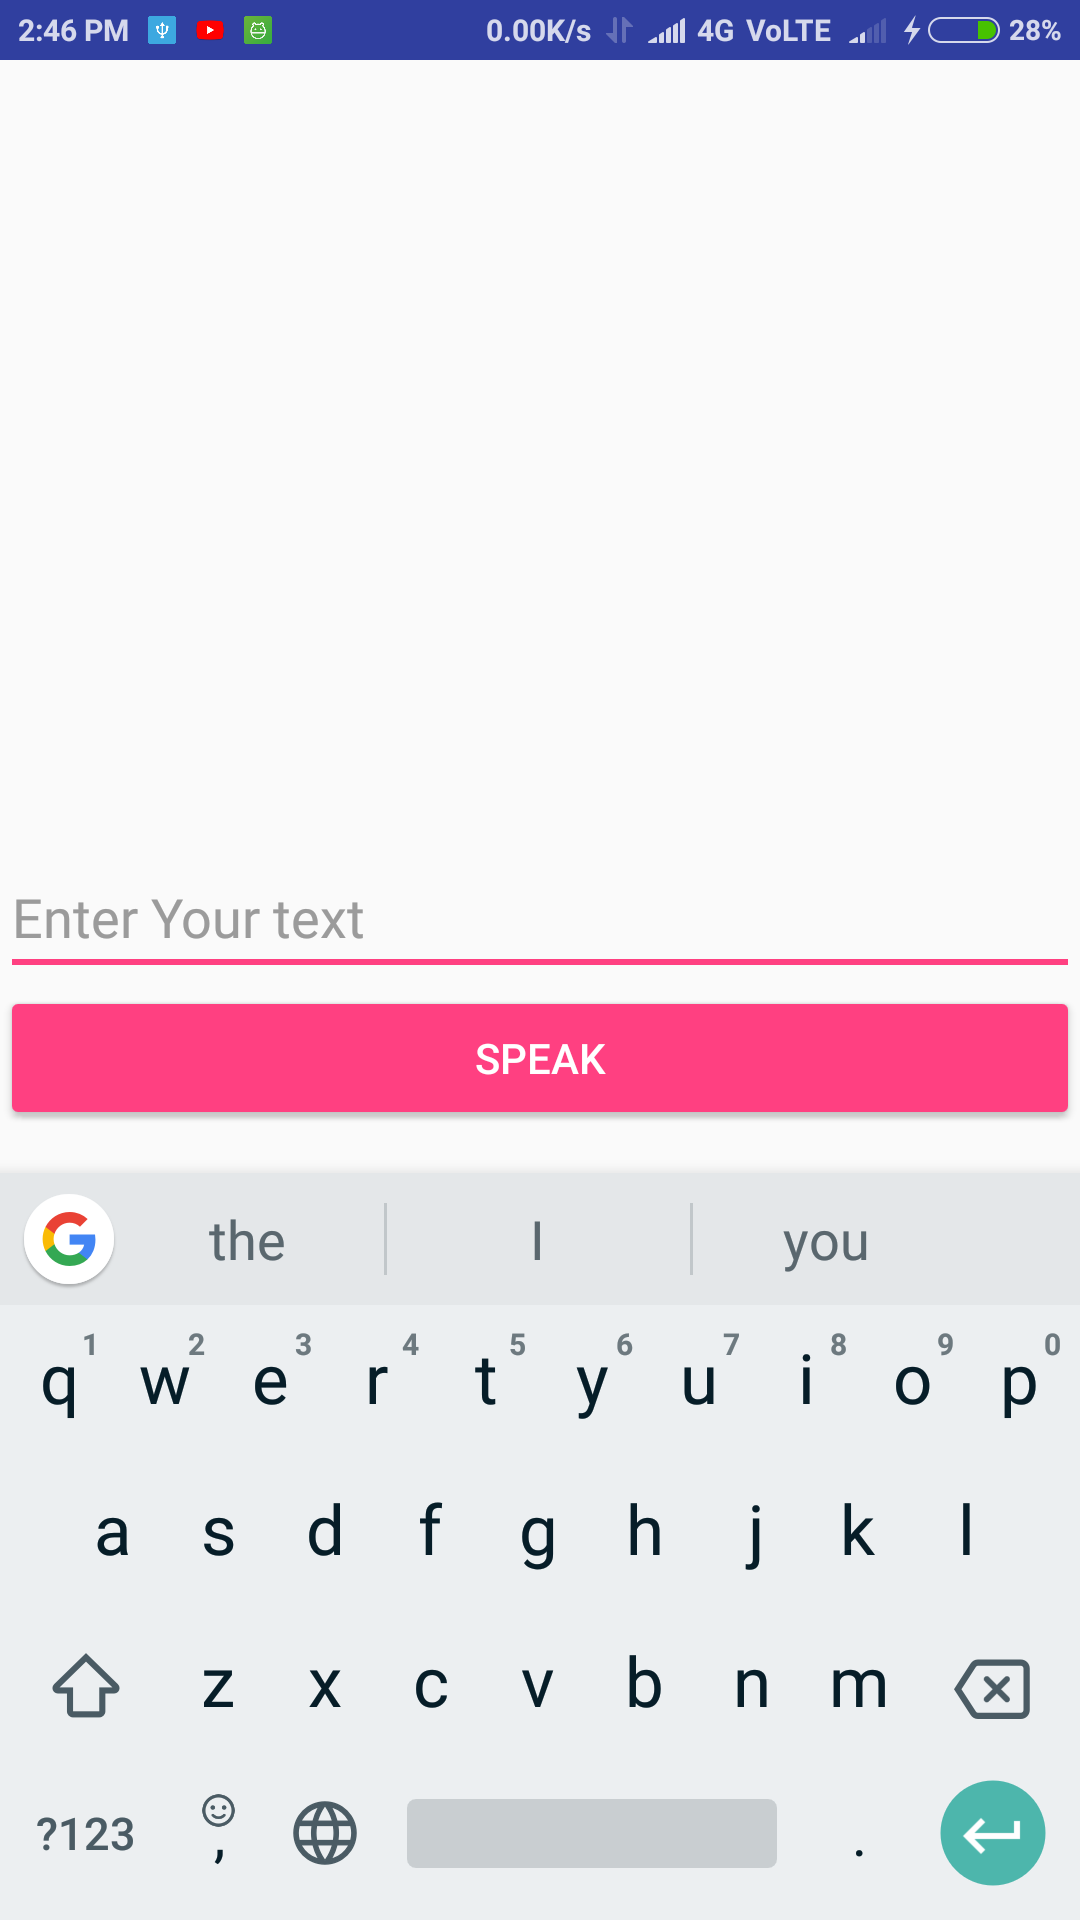 2:46 PM 0.00K/s 4G VoLTE 28%
Enter Your text
SPEAK
the I you
1 2 3 4 5 6 7 8 9 0
q w e r t y u i o p
a s d f g h j k l
z x c v b n m
?123 , .